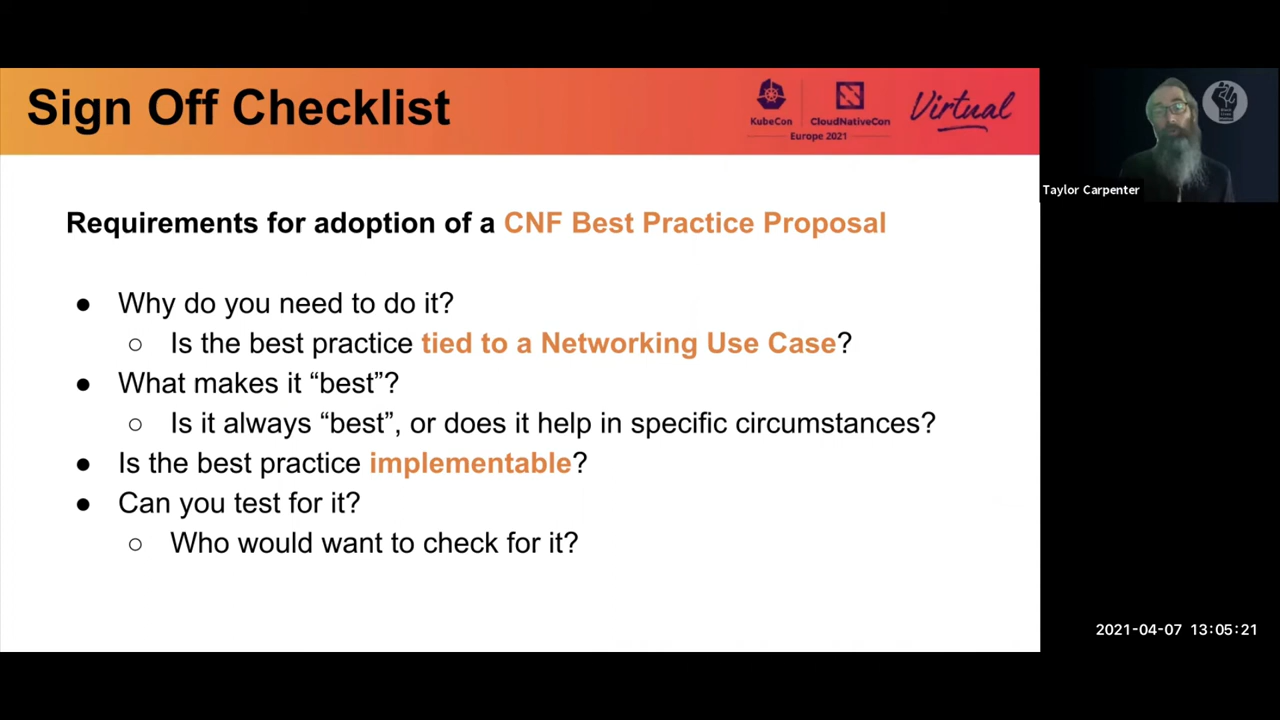 Sign Off Checklist
KubeCon
CloudNativeCon
Europe 2021
Virtual
Taylor Carpenter
Requirements for adoption of a CNF Best Practice Proposal
● Why do you need to do it?
○ Is the best practice tied to a Networking Use Case?
● What makes it “best”?
○ Is it always “best”, or does it help in specific circumstances?
● Is the best practice implementable?
● Can you test for it?
○ Who would want to check for it?
2021-04-07 13:05:21